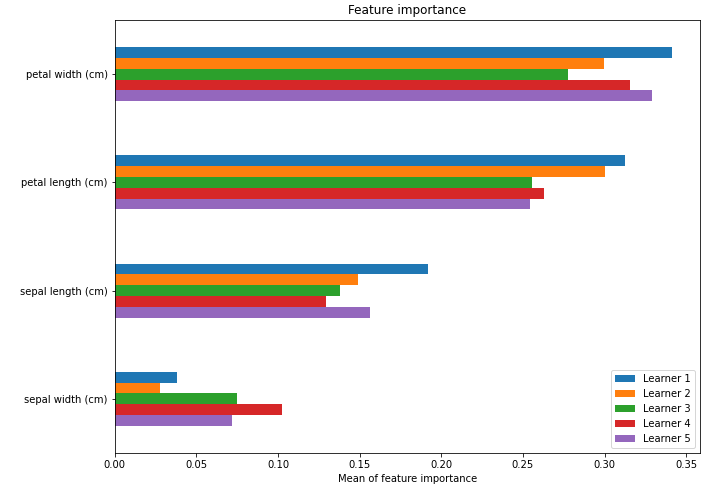 Feature importance
petal width (cm)
petal length (cm)
sepal length (cm)
sepal width (cm)
Learner 1
Learner 2
Learner 3
Learner 4
Learner 5
0.00 0.05 0.10 0.15 0.20 0.25 0.30 0.35
Mean of feature importance